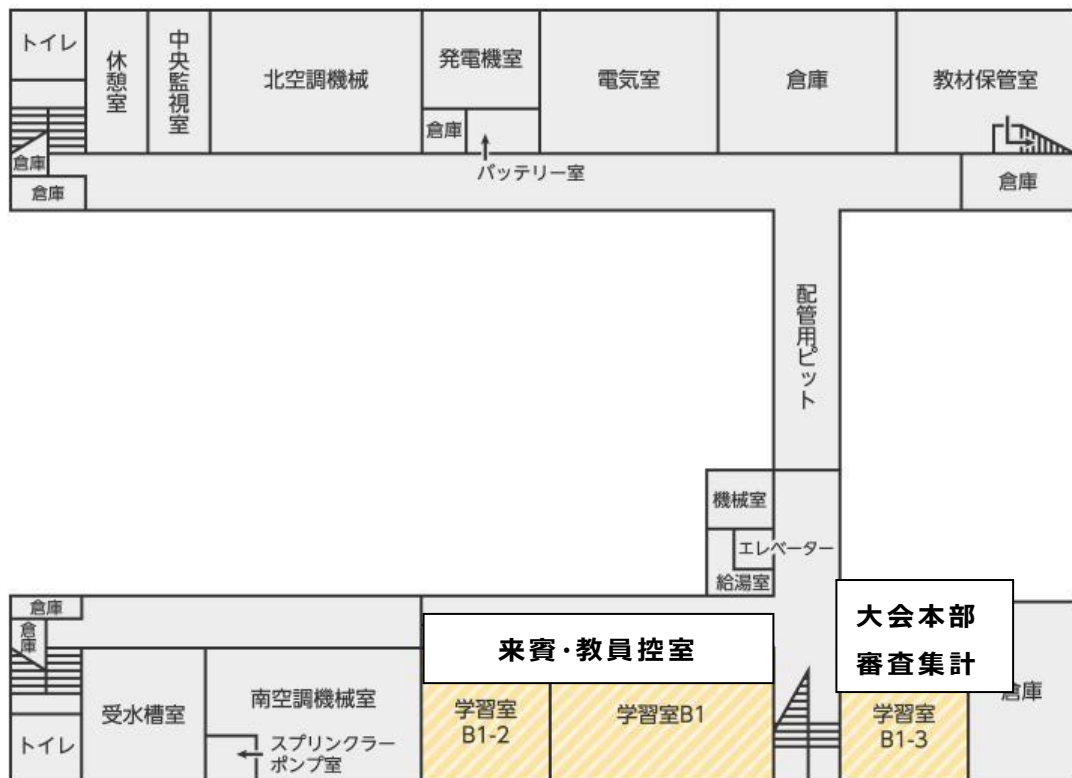 トイレ
休憩室
中央監視室
北空調機械
発電機室
電気室
倉庫
教材保管室
倉庫
バッテリー室
倉庫
倉庫
倉庫
配管用ピット
機械室
エレベーター
給湯室
倉庫
倉庫
来賓・教員控室
大会本部
審査集計
倉庫
受水槽室
南空調機械室
学習室
B1-2
学習室B1
学習室
B1-3
トイレ
スプリンクラー
ポンプ室